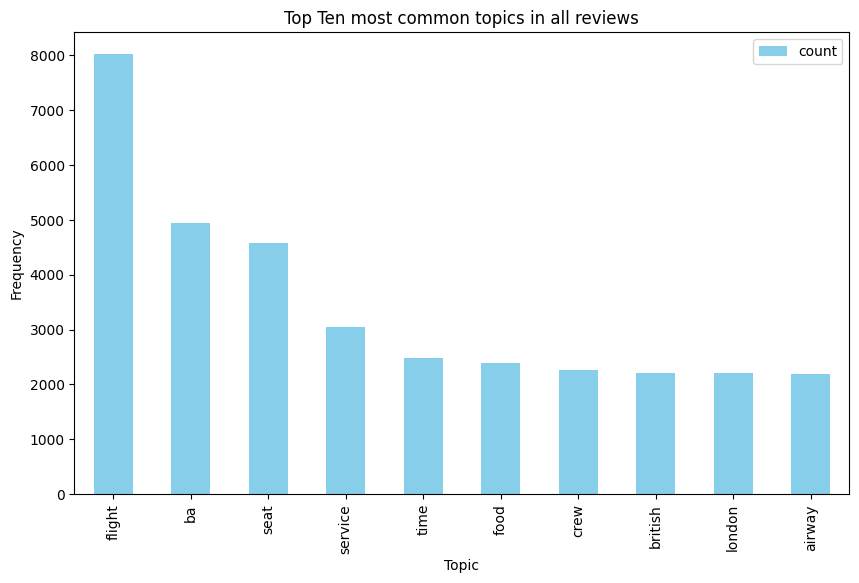 Top Ten most common topics in all reviews
count
Frequency
8000
7000
6000
5000
4000
3000
2000
1000
0
flight
ba
seat
service
time
food
crew
british
london
airway
Topic